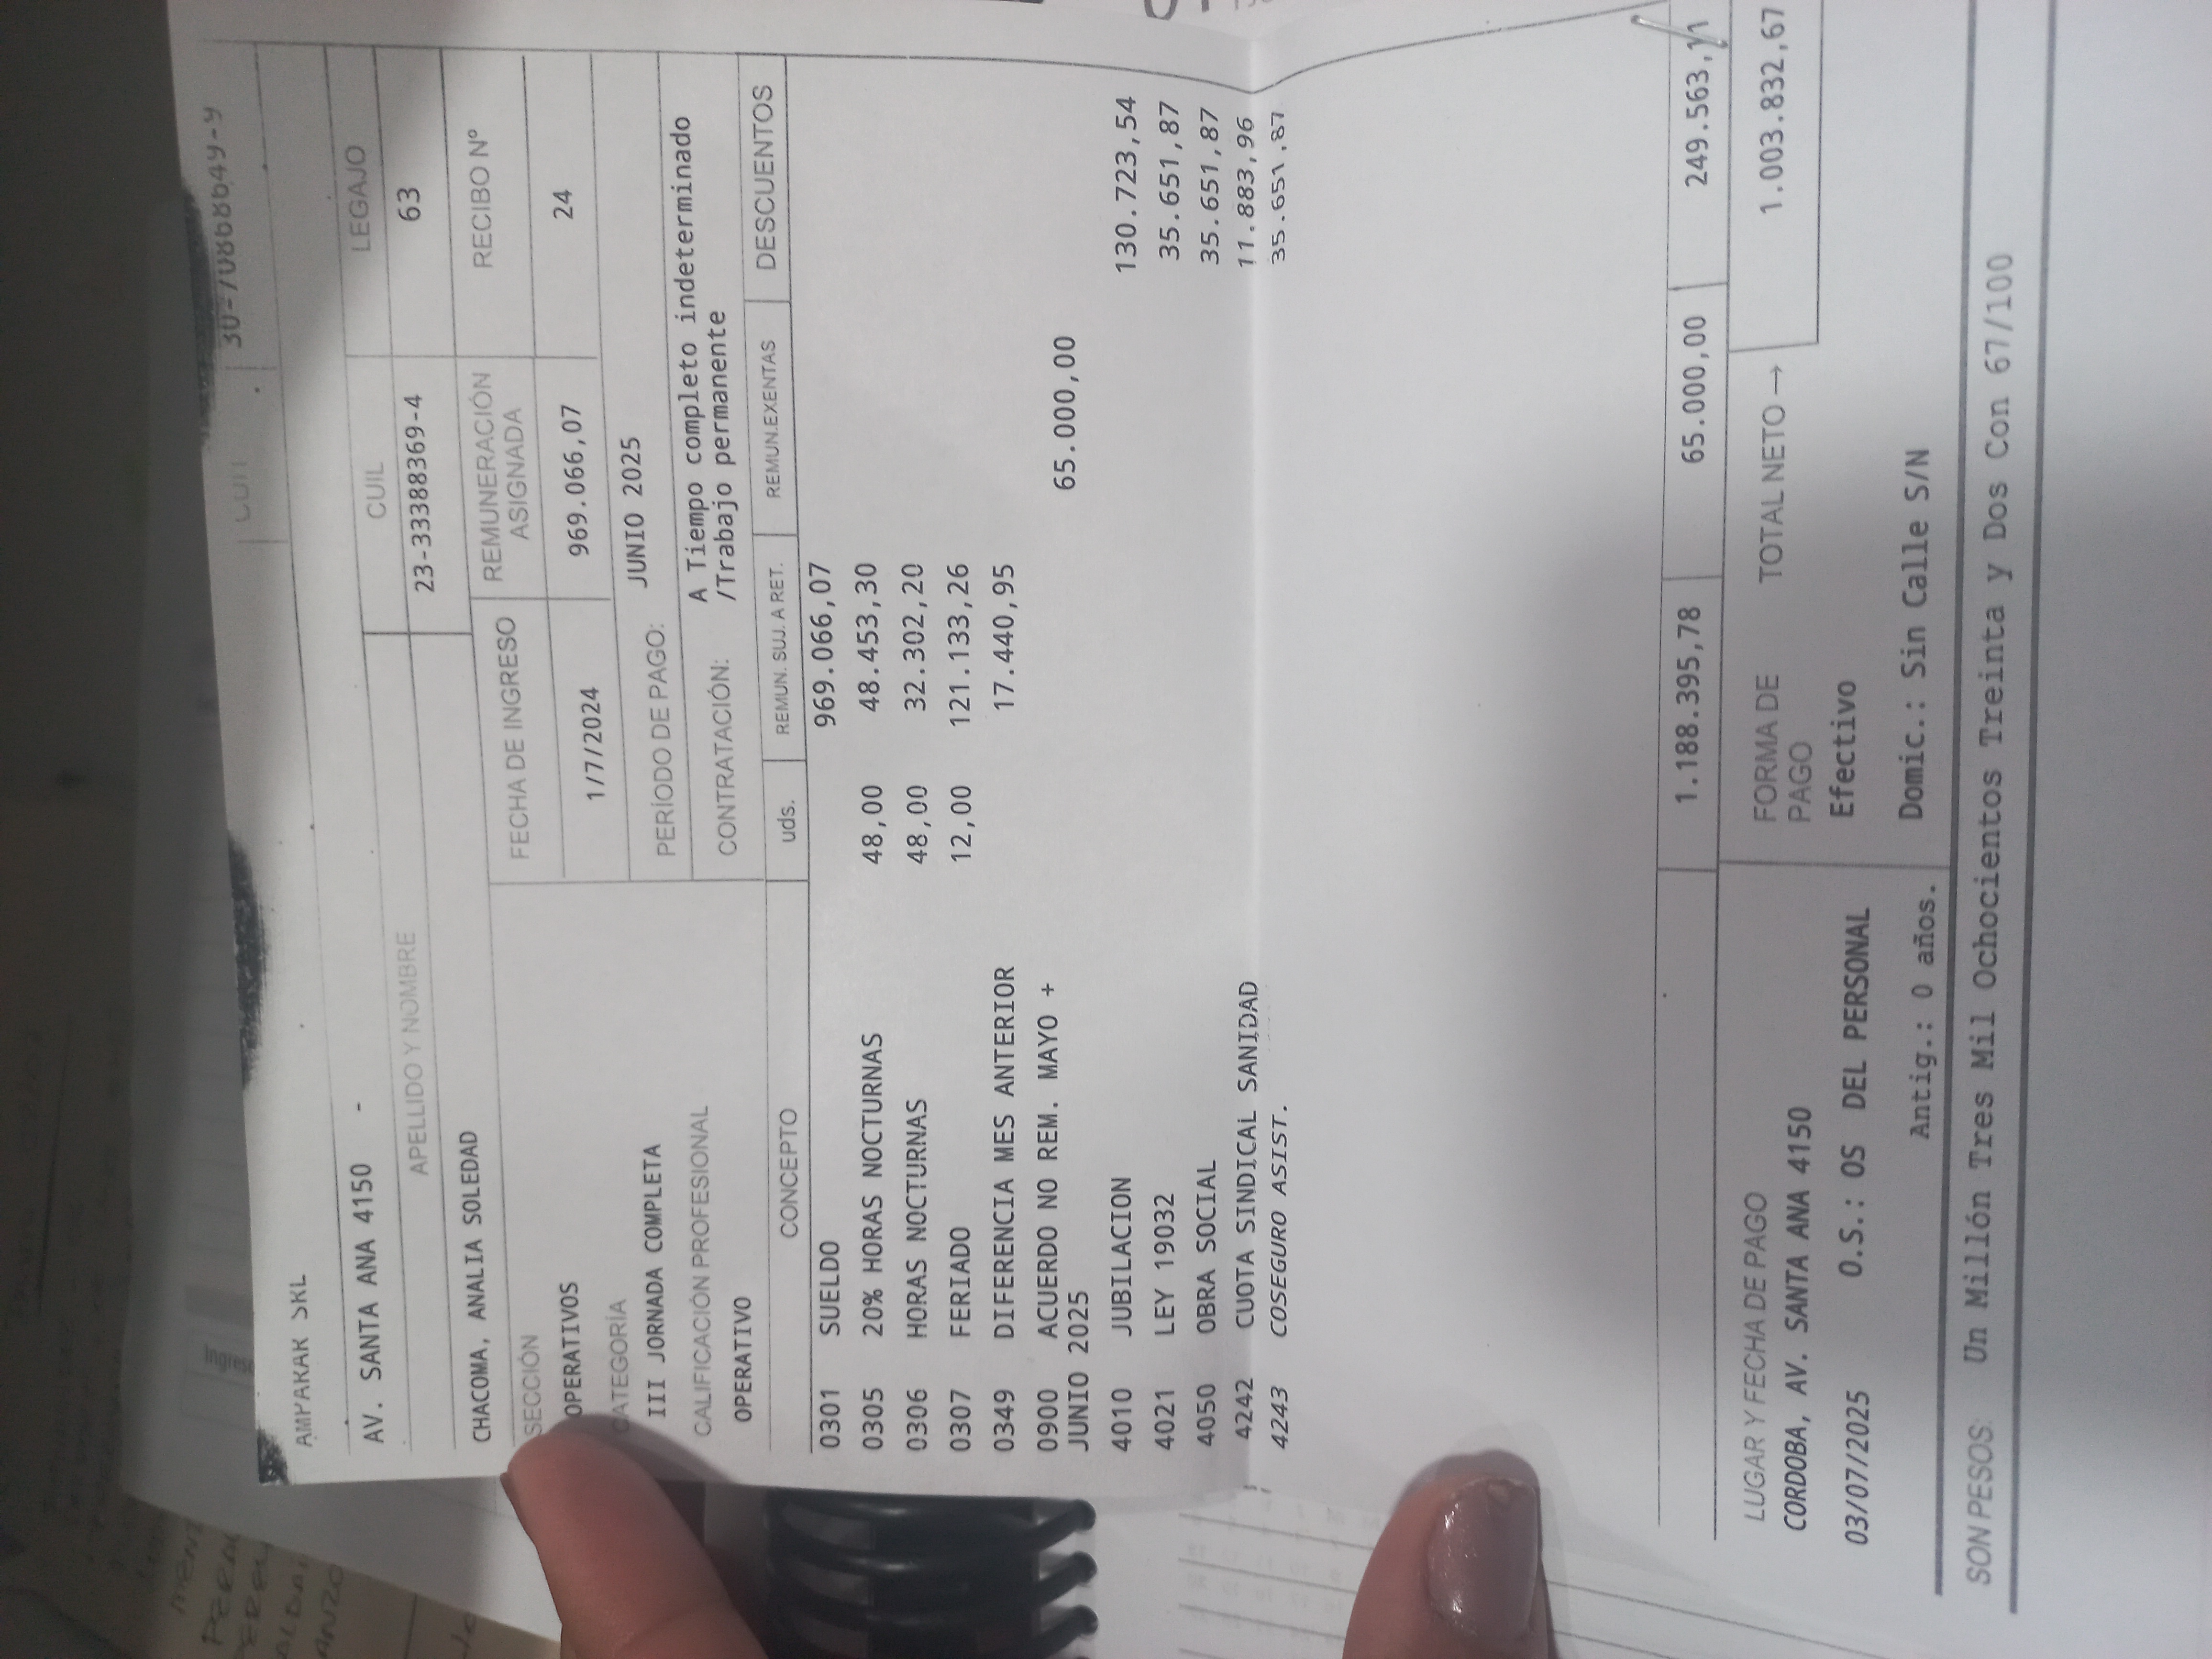 AMPARAR SRL
CUIT 30-70868649-9
AV. SANTA ANA 4150 -
APELLIDO Y NOMBRE CUIL LEGAJO
CHACOMA, ANALIA SOLEDAD 23-33388369-4 63
SECCIÓN FECHA DE INGRESO REMUNERACIÓN ASIGNADA RECIBO Nº
OPERATIVOS 1/7/2024 969.066,07 24
CATEGORÍA
III JORNADA COMPLETA PERÍODO DE PAGO: JUNIO 2025
CALIFICACIÓN PROFESIONAL CONTRATACIÓN: A Tiempo completo indeterminado
/Trabajo permanente
OPERATIVO
CONCEPTO uds. REMUN. SUJ. A RET. REMUN.EXENTAS DESCUENTOS
0301 SUELDO 969.066,07
0305 20% HORAS NOCTURNAS 48,00 48.453,30
0306 HORAS NOCTURNAS 48,00 32.302,20
0307 FERIADO 12,00 121.133,26
0349 DIFERENCIA MES ANTERIOR 17.440,95
0900 ACUERDO NO REM. MAYO +
JUNIO 2025 65.000,00
4010 JUBILACION 130.723,54
4021 LEY 19032 35.651,87
4050 OBRA SOCIAL 35.651,87
4242 CUOTA SINDICAL SANIDAD 11.883,96
4243 COSEGURO ASIST. 35.651,87
1.188.395,78 65.000,00 249.563,11
LUGAR Y FECHA DE PAGO FORMA DE PAGO TOTAL NETO → 1.003.832,67
CORDOBA, AV. SANTA ANA 4150
Efectivo
03/07/2025 O.S.: OS DEL PERSONAL
Antig.: 0 años. Domic.: Sin Calle S/N
SON PESOS: Un Millón Tres Mil Ochocientos Treinta y Dos Con 67/100